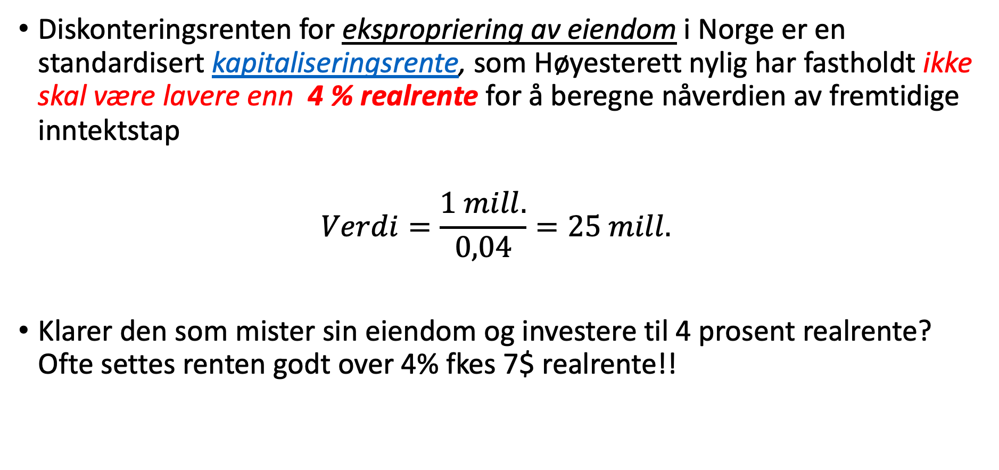 • Diskonteringsrenten for ekspropriering av eiendom i Norge er en
standardisert kapitaliseringsrente, som Høyesterett nylig har fastholdt ikke
skal være lavere enn 4 % realrente for å beregne nåverdien av fremtidige
inntektstap
Verdi = 1 mill. / 0,04 = 25 mill.
• Klarer den som mister sin eiendom og investere til 4 prosent realrente?
Ofte settes renten godt over 4% fkes 7$ realrente!!